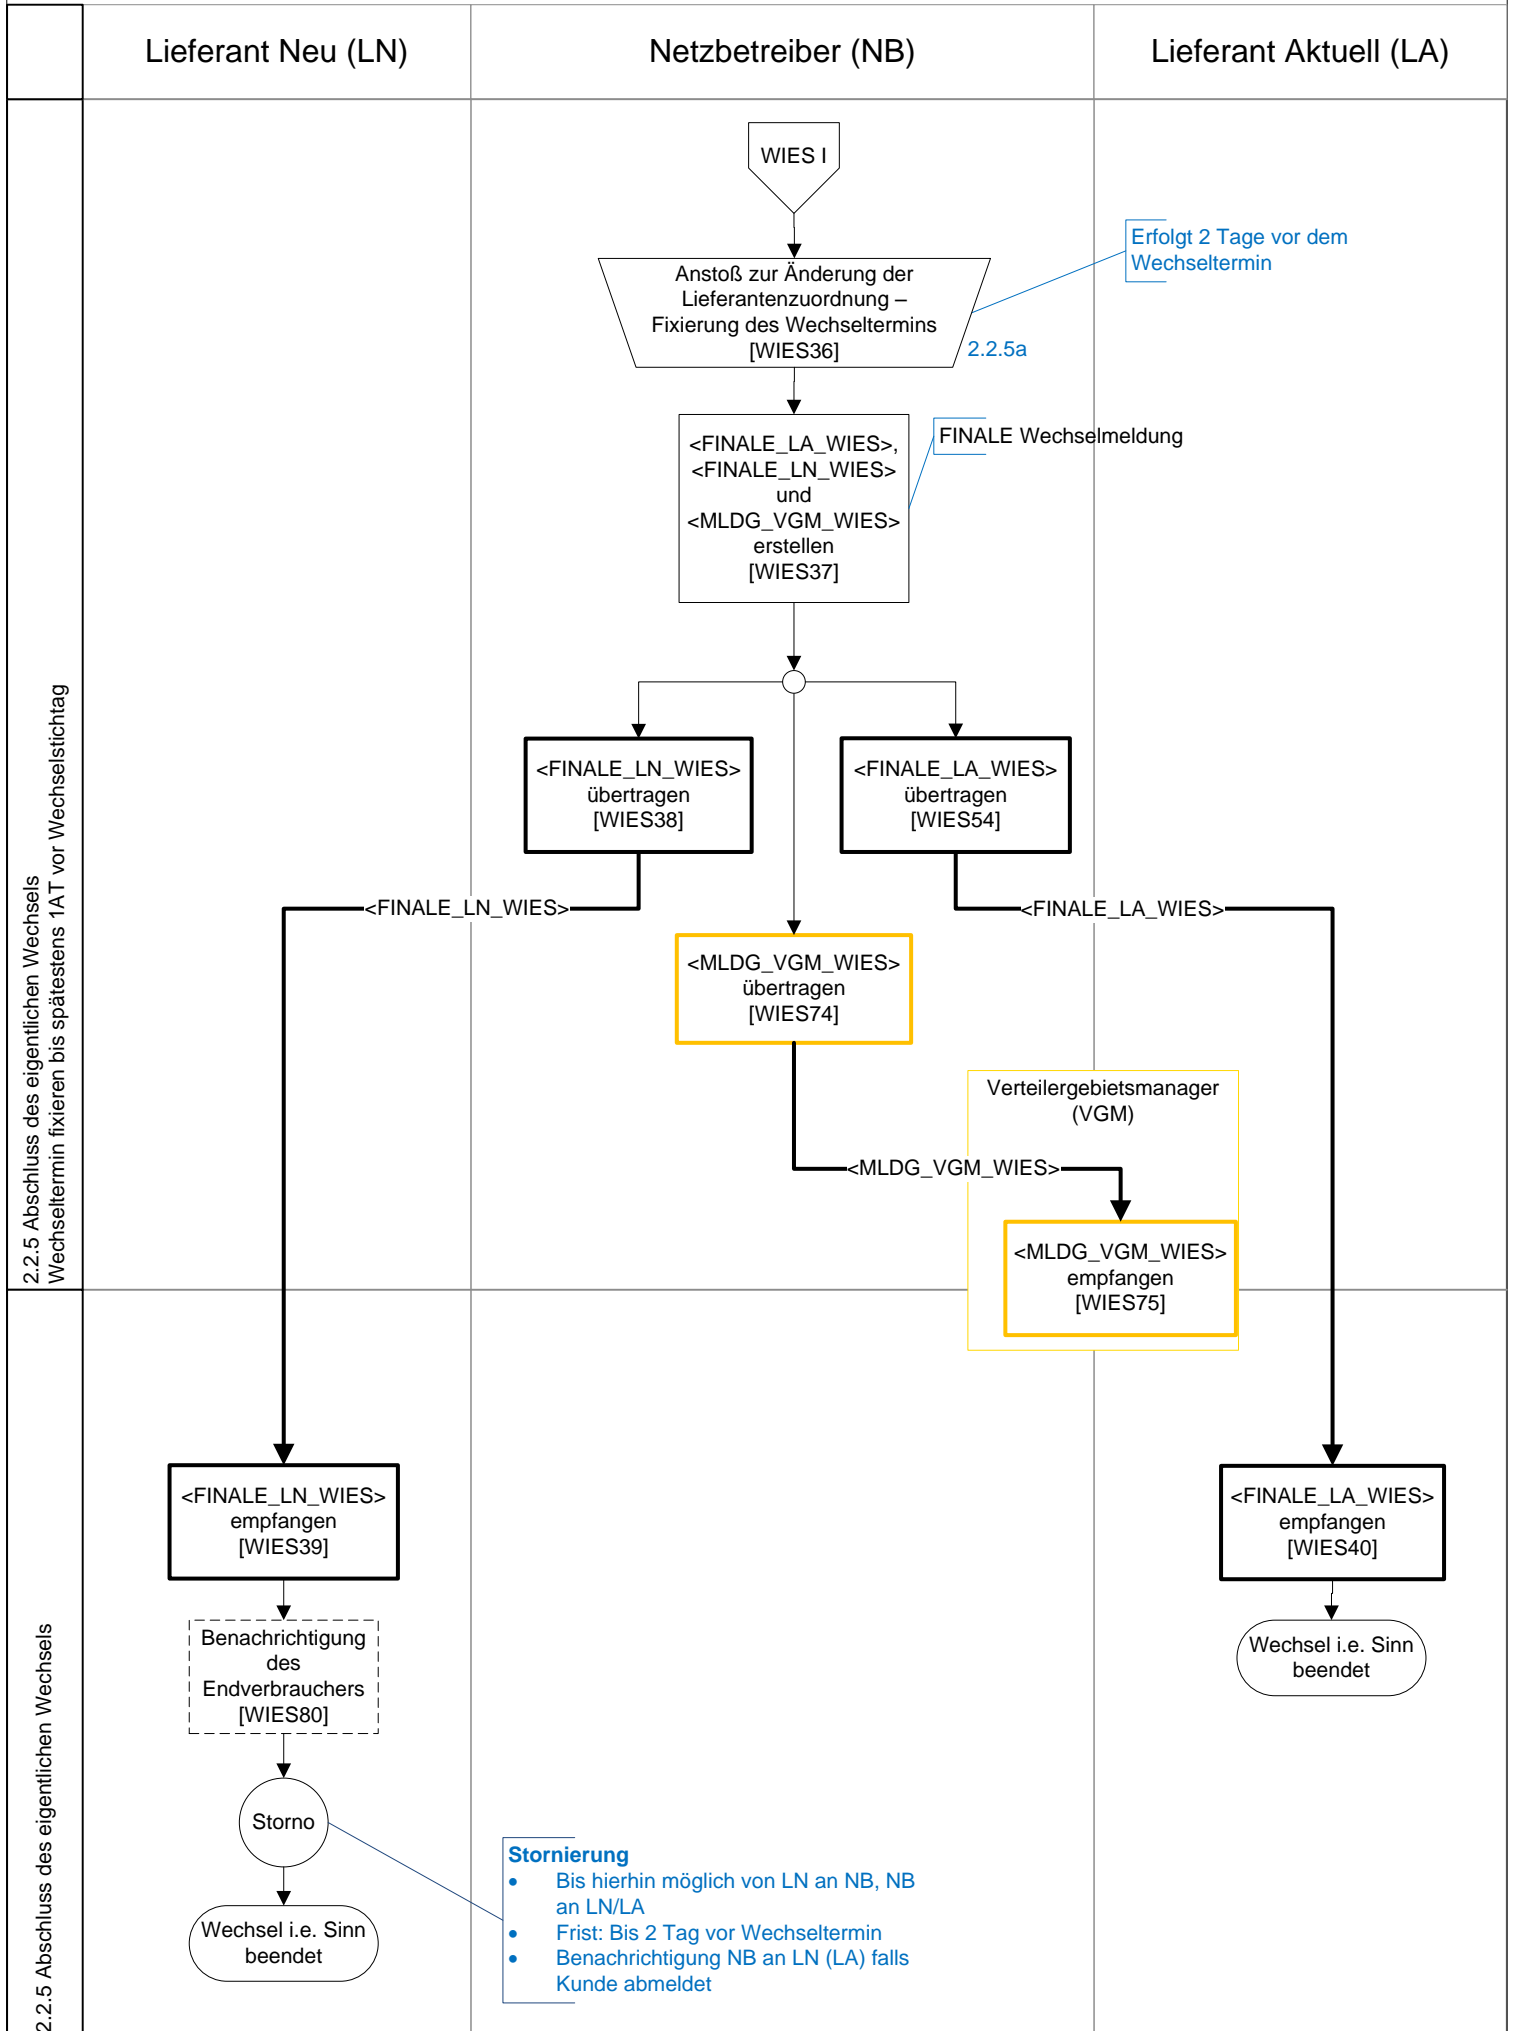 Lieferant Neu (LN)
Netzbetreiber (NB)
Lieferant Aktuell (LA)
2.2.5 Abschluss des eigentlichen Wechsels
Wechseltermin fixieren bis spätestens 1AT vor Wechselstichtag
WIES I
Anstoß zur Änderung der
Lieferantenzuordnung –
Fixierung des Wechseltermins
[WIES36]
2.2.5a
Erfolgt 2 Tage vor dem
Wechseltermin
<FINALE_LA_WIES>,
<FINALE_LN_WIES>
und
<MLDG_VGM_WIES>
erstellen
[WIES37]
FINALE Wechselmeldung
<FINALE_LN_WIES>
übertragen
[WIES38]
<FINALE_LA_WIES>
übertragen
[WIES54]
<FINALE_LN_WIES>
<FINALE_LA_WIES>
<MLDG_VGM_WIES>
übertragen
[WIES74]
Verteilergebietsmanager
(VGM)
<MLDG_VGM_WIES>
<MLDG_VGM_WIES>
empfangen
[WIES75]
2.2.5 Abschluss des eigentlichen Wechsels
<FINALE_LN_WIES>
empfangen
[WIES39]
<FINALE_LA_WIES>
empfangen
[WIES40]
Benachrichtigung
des
Endverbrauchers
[WIES80]
Wechsel i.e. Sinn
beendet
Storno
Wechsel i.e. Sinn
beendet
Stornierung
• Bis hierhin möglich von LN an NB, NB
an LN/LA
• Frist: Bis 2 Tag vor Wechseltermin
• Benachrichtigung NB an LN (LA) falls
Kunde abmeldet